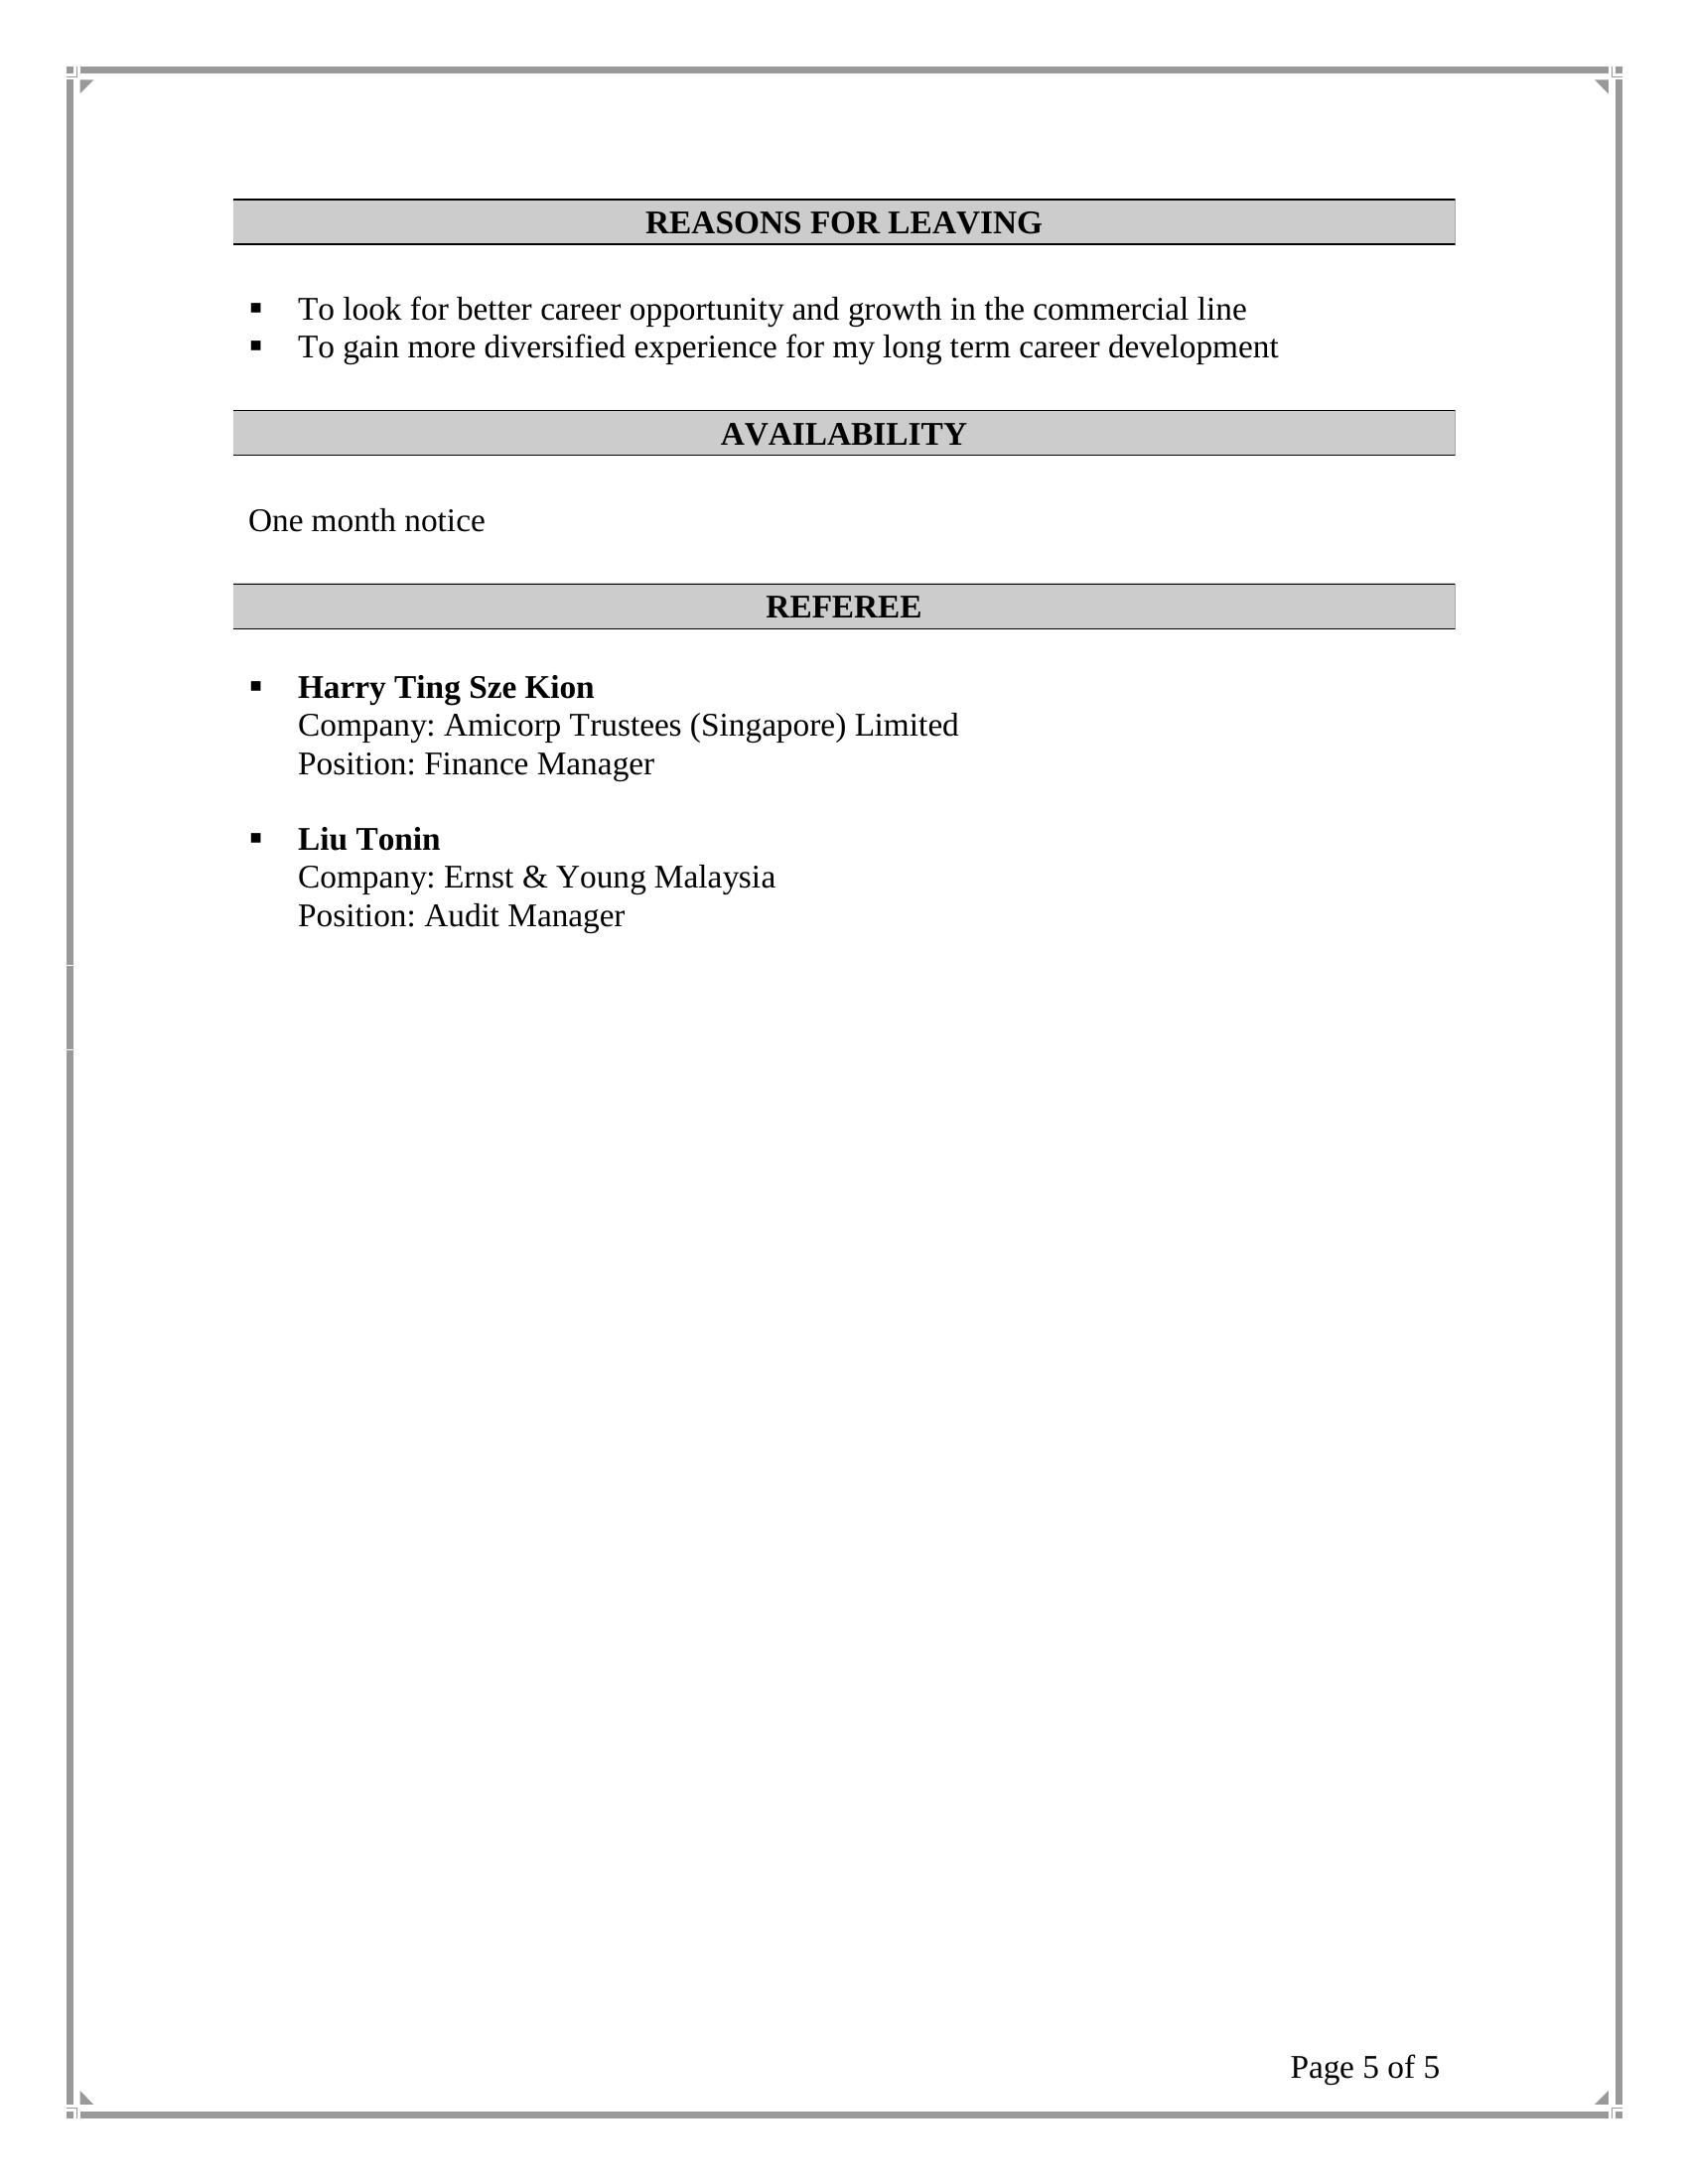 REASONS FOR LEAVING
▪ To look for better career opportunity and growth in the commercial line
▪ To gain more diversified experience for my long term career development
AVAILABILITY
One month notice
REFEREE
▪ Harry Ting Sze Kion
Company: Amicorp Trustees (Singapore) Limited
Position: Finance Manager
▪ Liu Tonin
Company: Ernst & Young Malaysia
Position: Audit Manager
Page 5 of 5